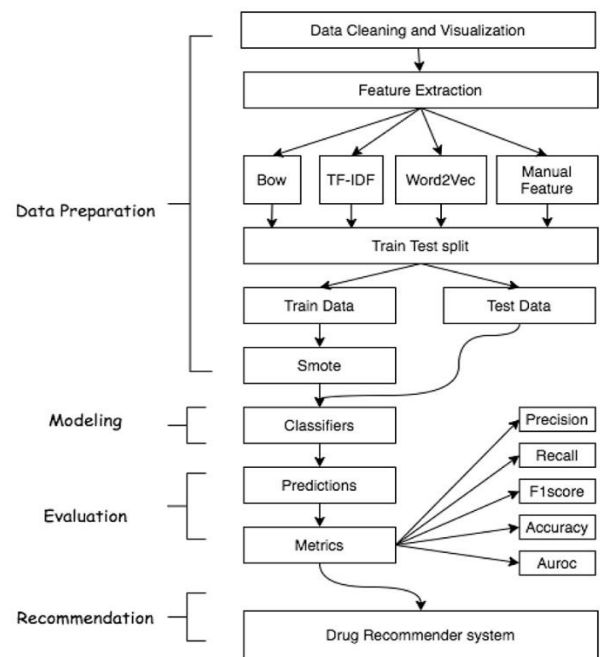 Data Cleaning and Visualization
Feature Extraction
Bow
TF-IDF
Word2Vec
Manual
Feature
Data Preparation
Train Test split
Train Data
Test Data
Smote
Modeling
Classifiers
Precision
Recall
Predictions
F1score
Evaluation
Accuracy
Metrics
Auroc
Recommendation
Drug Recommender system